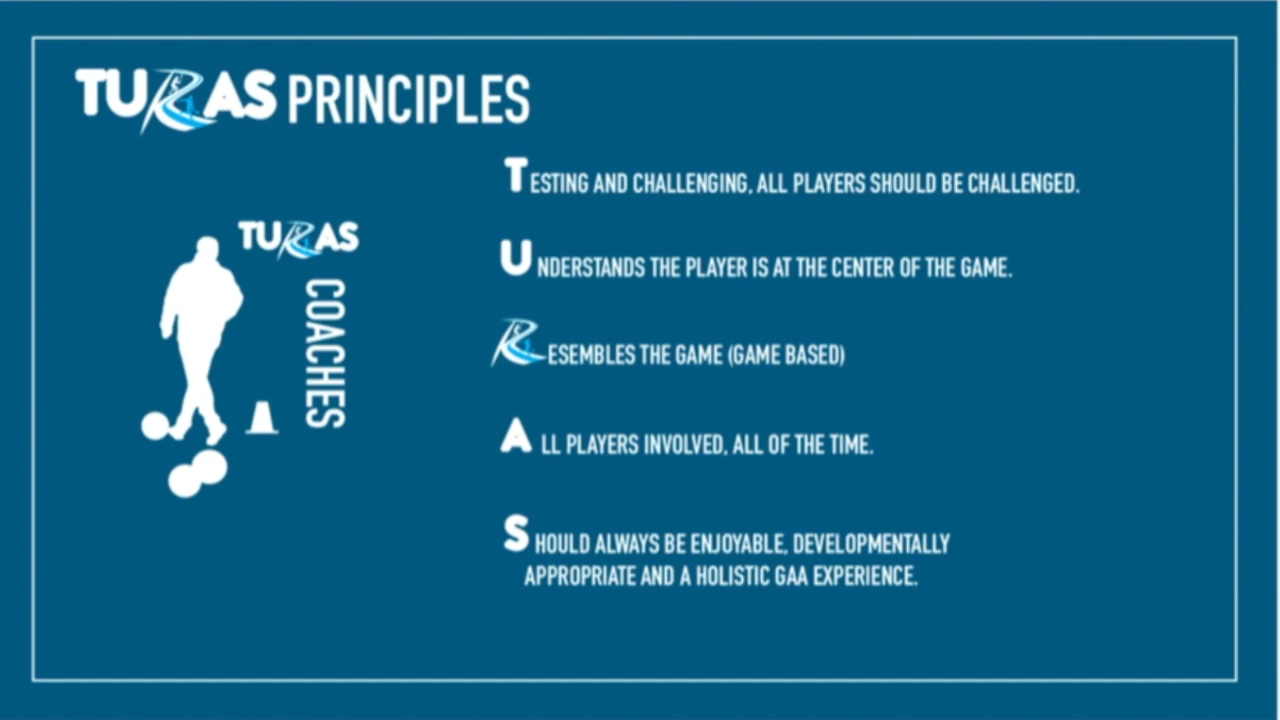 TURAS PRINCIPLES
TESTING AND CHALLENGING, ALL PLAYERS SHOULD BE CHALLENGED.
TURAS
COACHES
UNDERSTANDS THE PLAYER IS AT THE CENTER OF THE GAME.
RESEMBLES THE GAME (GAME BASED)
ALL PLAYERS INVOLVED, ALL OF THE TIME.
SHOULD ALWAYS BE ENJOYABLE, DEVELOPMENTALLY
APPROPRIATE AND A HOLISTIC GAA EXPERIENCE.